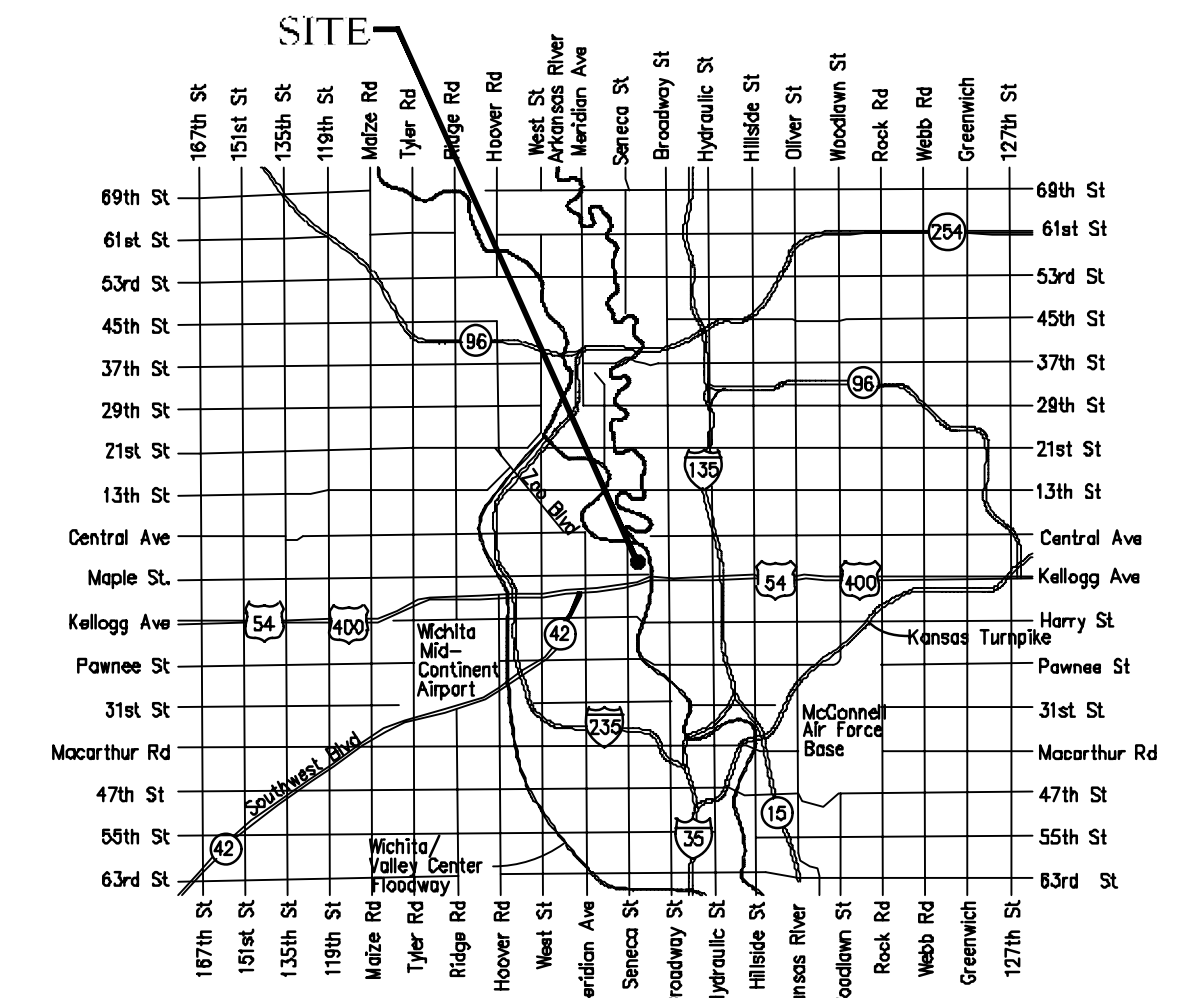 SITE
167th St
151st St
135th St
119th St
Maize Rd
Tyler Rd
Ridge Rd
Hoover Rd
West St
Arkansas River
Meridian Ave
Seneca St
Broadway St
Hydraulic St
Hillside St
Oliver St
Woodlawn St
Rock Rd
Webb Rd
Greenwich
127th St
69th St
69th St
61st St
61st St
254
53rd St
53rd St
45th St
45th St
96
37th St
37th St
96
29th St
29th St
21st St
21st St
135
13th St
13th St
Zoo Blvd
Central Ave
Central Ave
Maple St.
54
400
Kellogg Ave
Kellogg Ave
54
400
42
Harry St
Kansas Turnpike
Wichita
Mid-
Continent
Airport
Pawnee St
Pawnee St
31st St
31st St
235
McConnell
Air Force
Base
Macarthur Rd
Macarthur Rd
Southwest Blvd
47th St
47th St
15
55th St
55th St
42
35
Wichita/
Valley Center
Floodway
63rd St
63rd St
167th St
151st St
135th St
119th St
Maize Rd
Tyler Rd
Ridge Rd
Hoover Rd
West St
eridian Ave
Seneca St
roadway St
ydraulic St
Hillside St
nsas River
oodlawn St
Rock Rd
Webb Rd
Greenwich
127th St